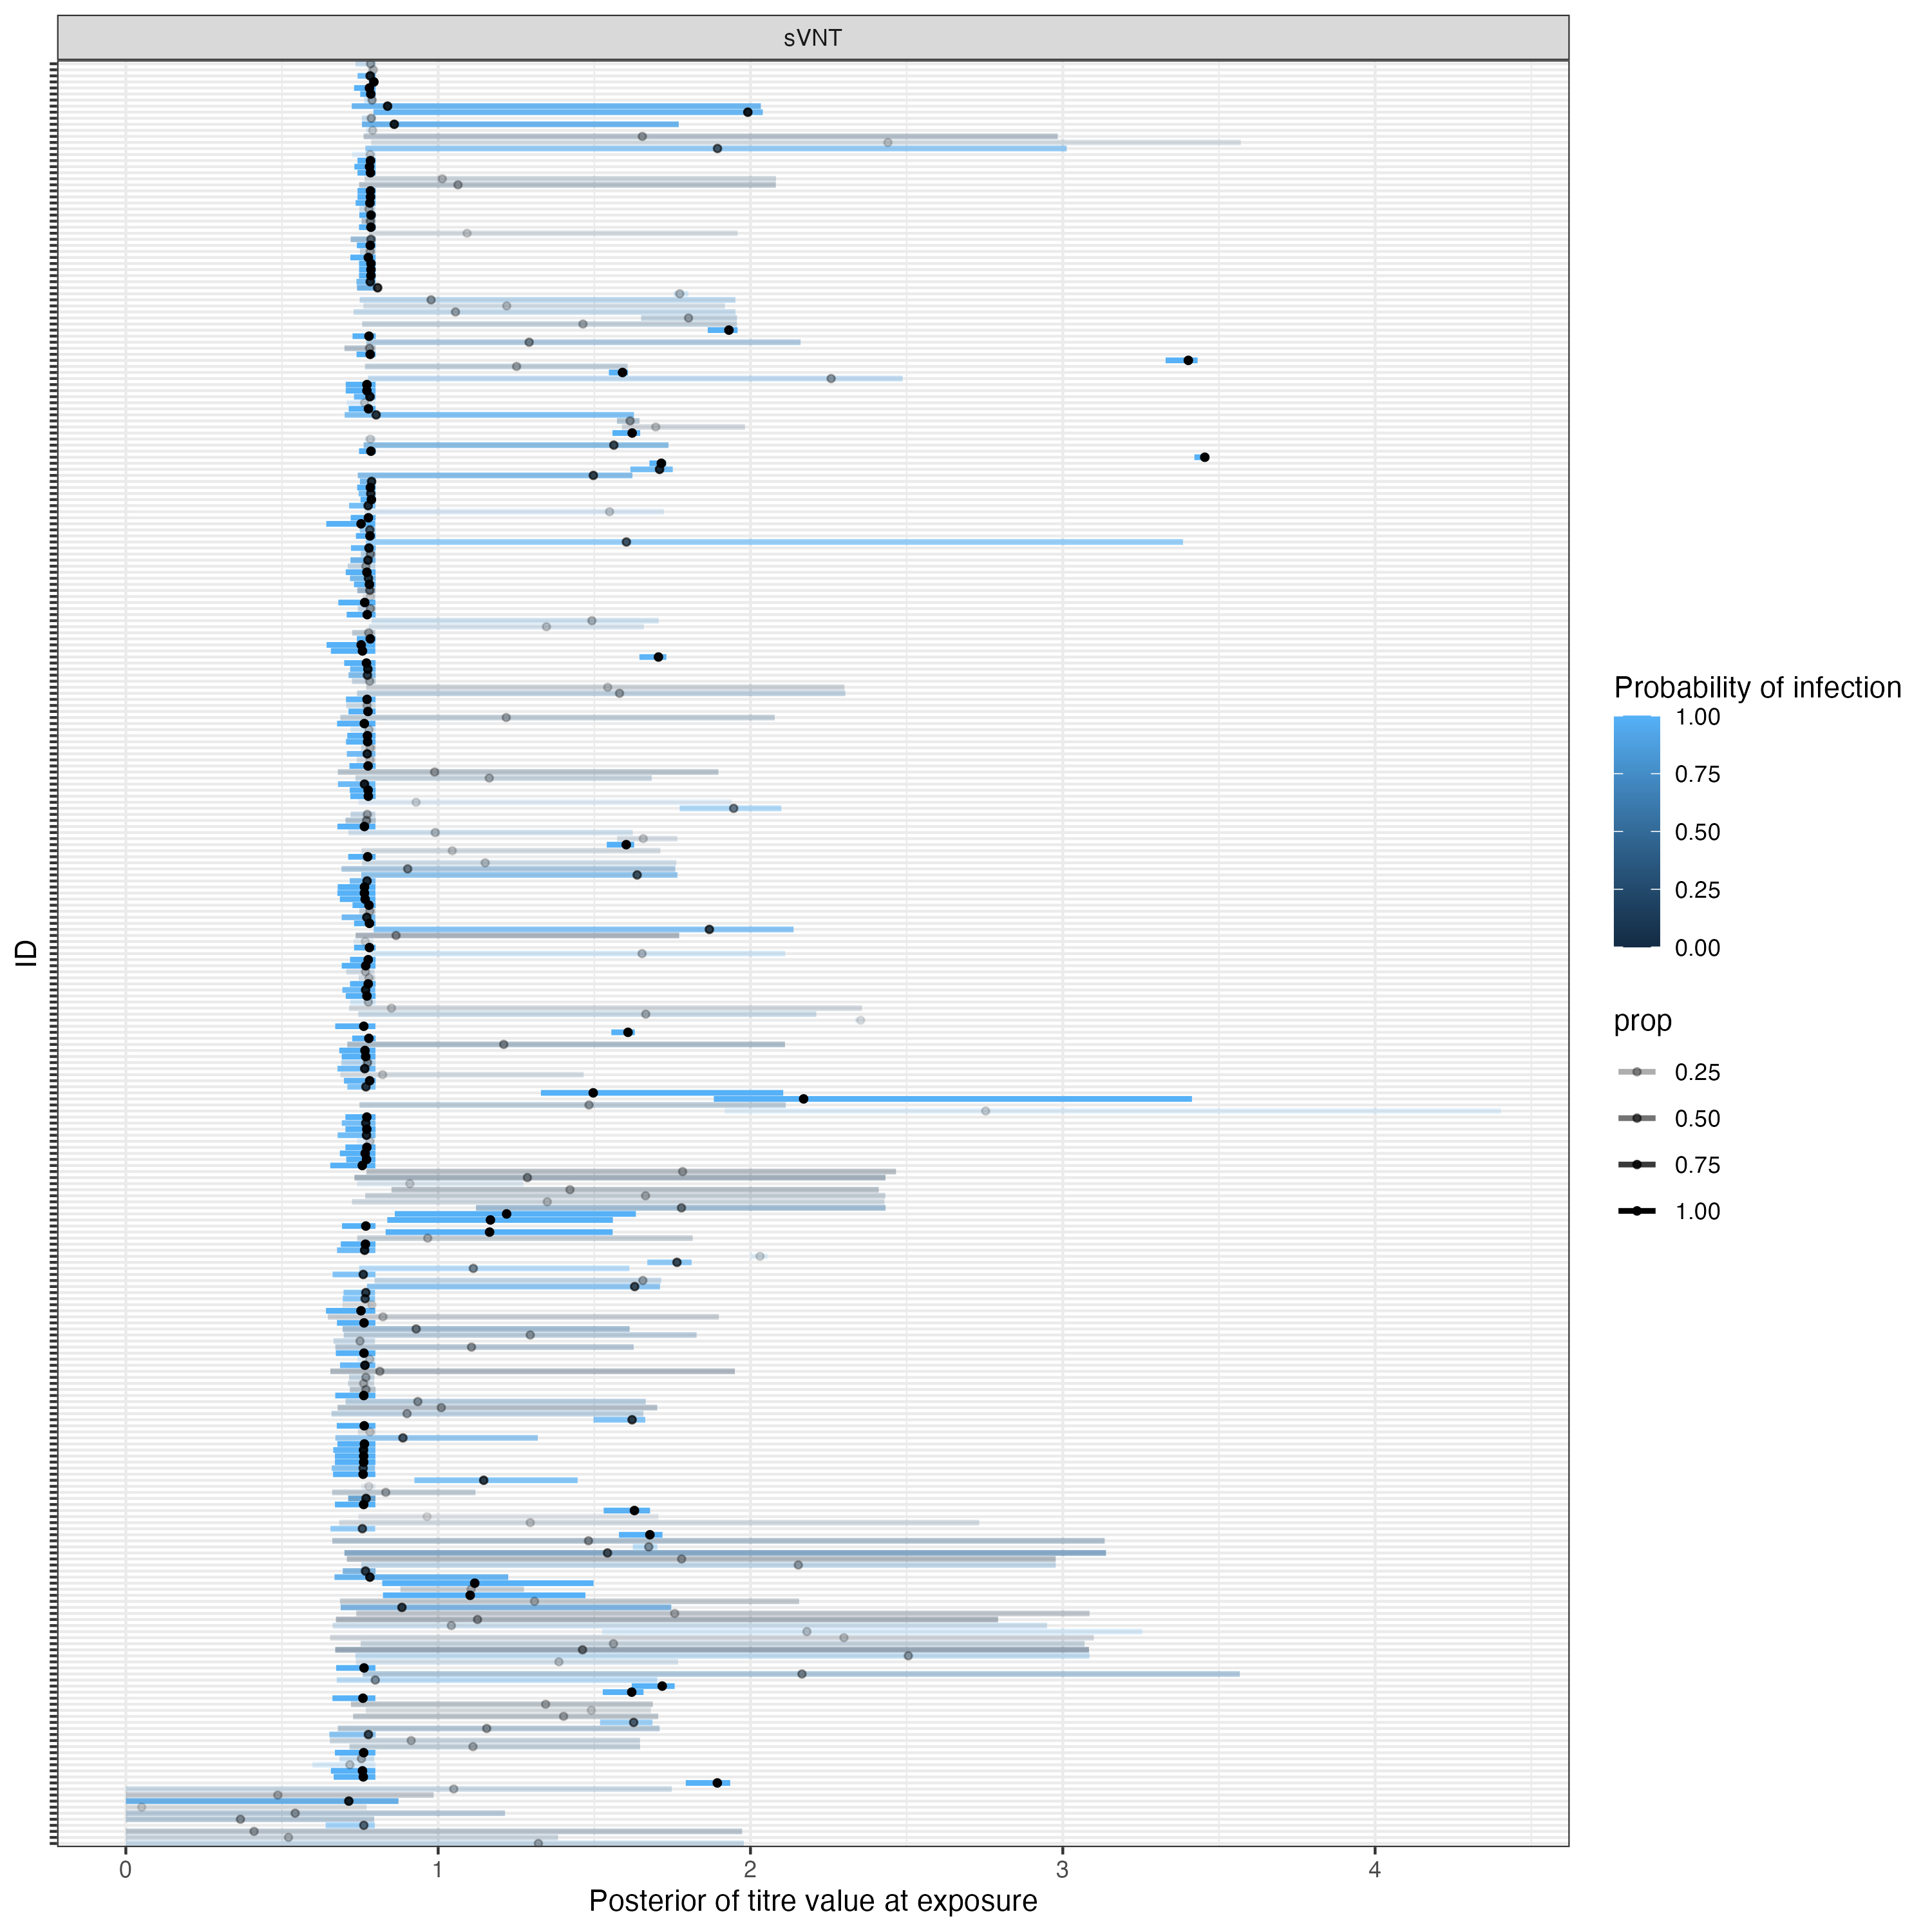 sVNT
ID
0
1
2
3
4
Posterior of titre value at exposure
Probability of infection
1.00
0.75
0.50
0.25
0.00
prop
0.25
0.50
0.75
1.00